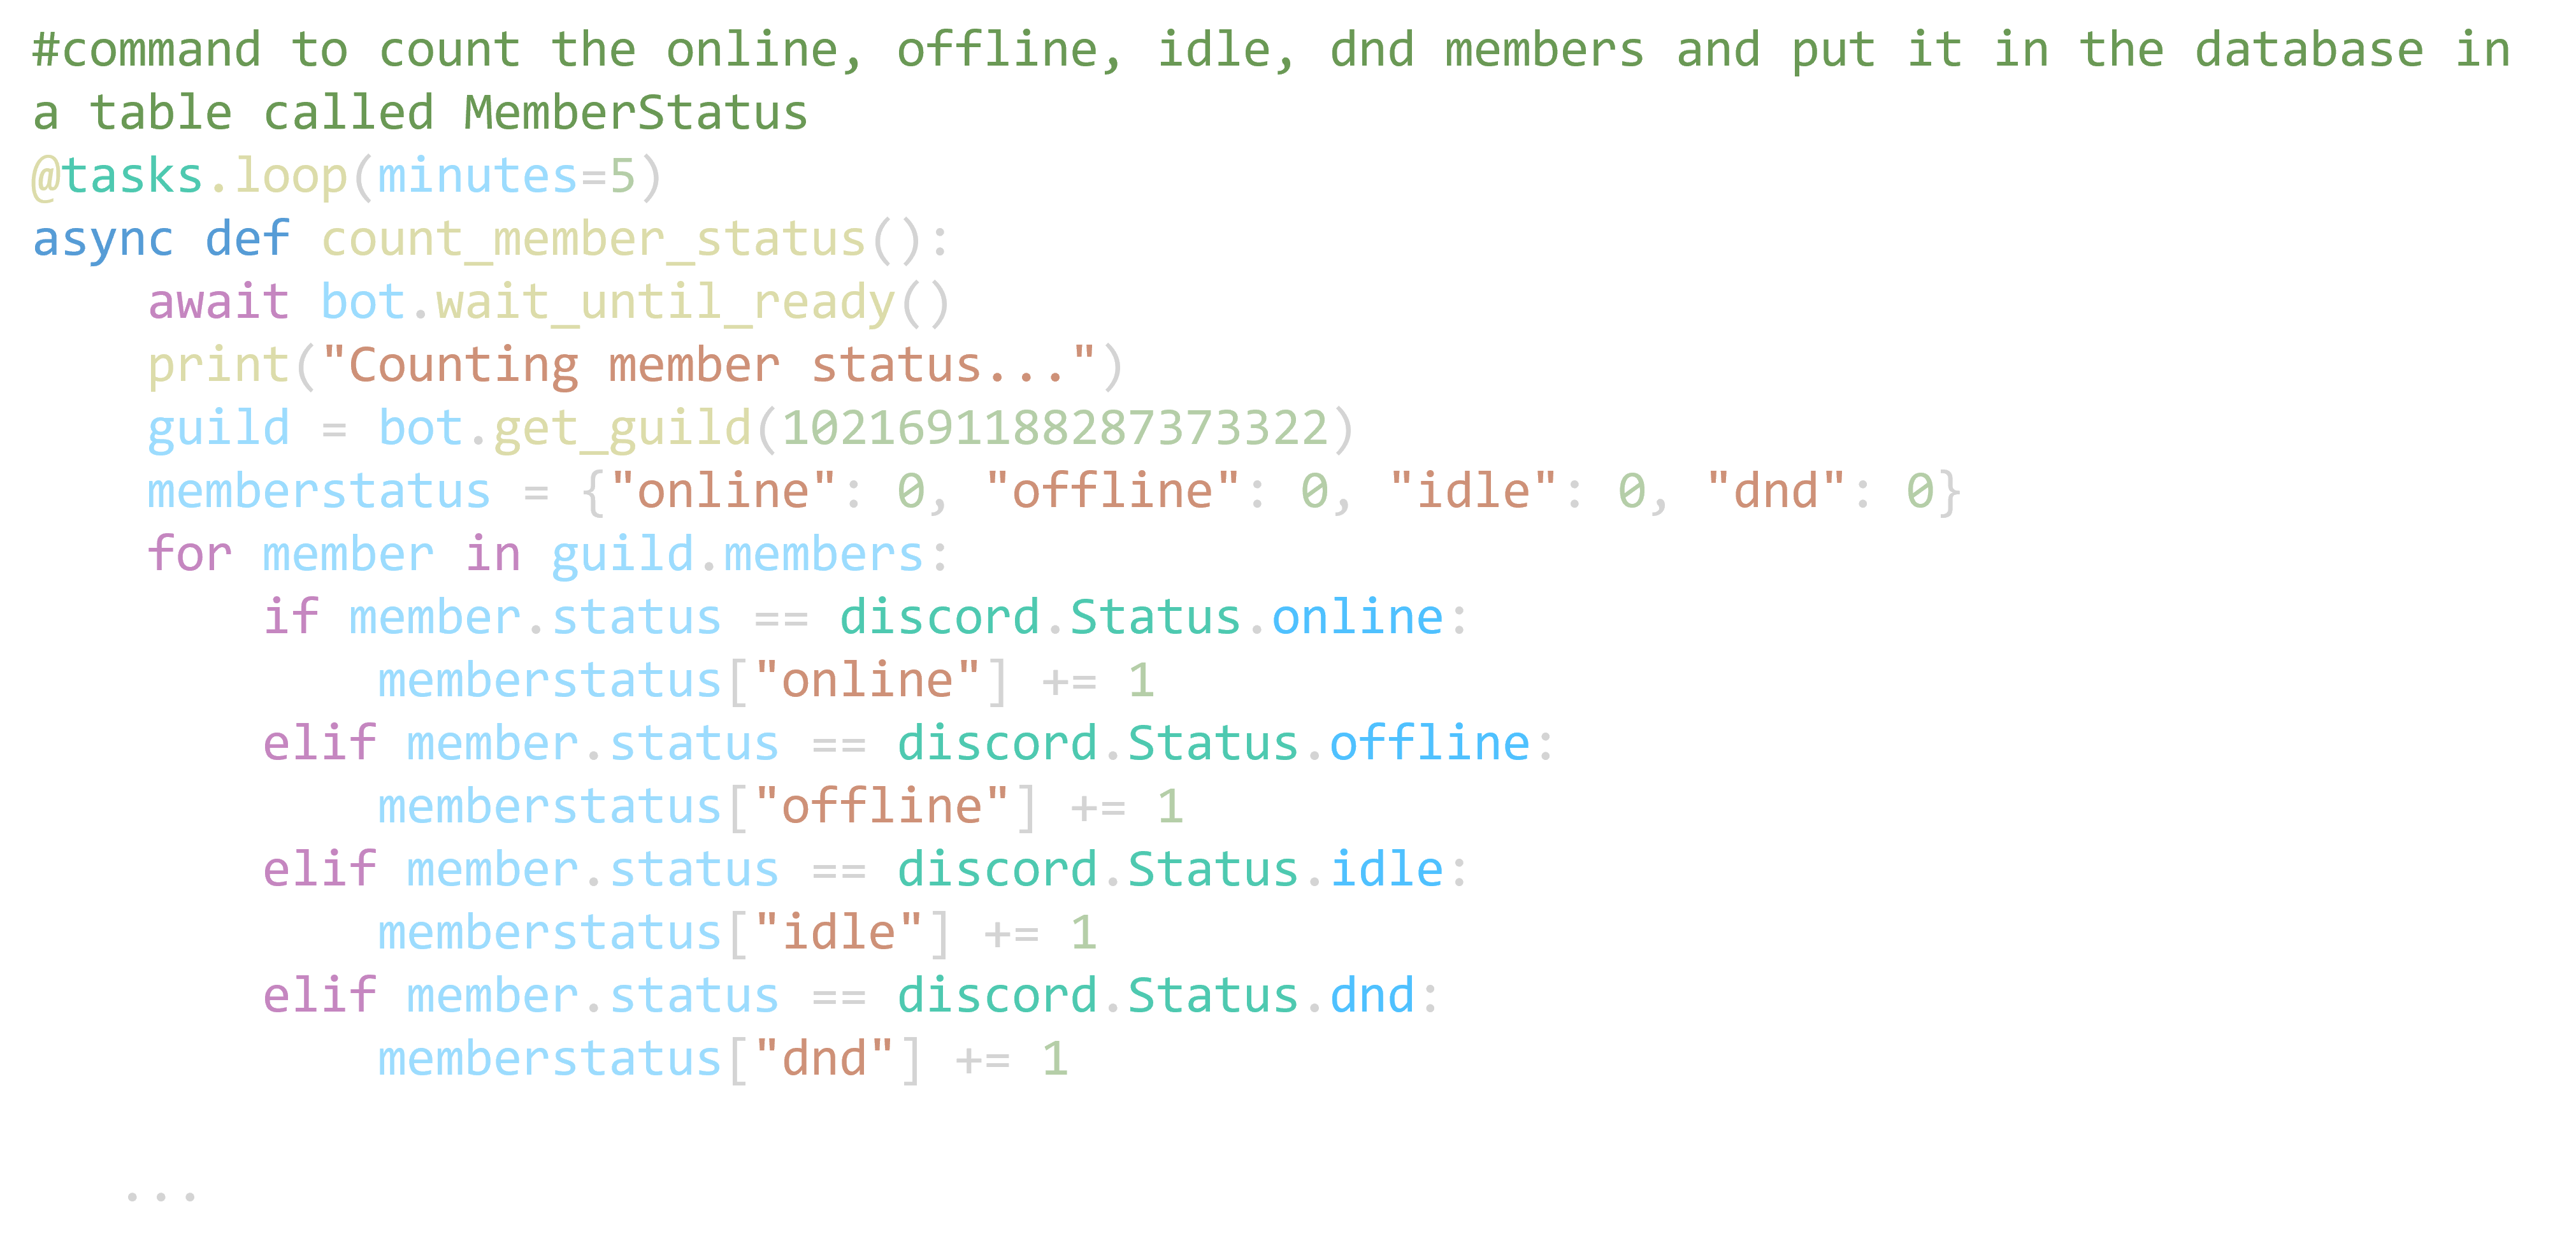 #command to count the online, offline, idle, dnd members and put it in the database in
a table called MemberStatus
@tasks.loop(minutes=5)
async def count_member_status():
    await bot.wait_until_ready()
    print("Counting member status...")
    guild = bot.get_guild(1021691188287373322)
    memberstatus = {"online": 0, "offline": 0, "idle": 0, "dnd": 0}
    for member in guild.members:
        if member.status == discord.Status.online:
            memberstatus["online"] += 1
        elif member.status == discord.Status.offline:
            memberstatus["offline"] += 1
        elif member.status == discord.Status.idle:
            memberstatus["idle"] += 1
        elif member.status == discord.Status.dnd:
            memberstatus["dnd"] += 1
   ...